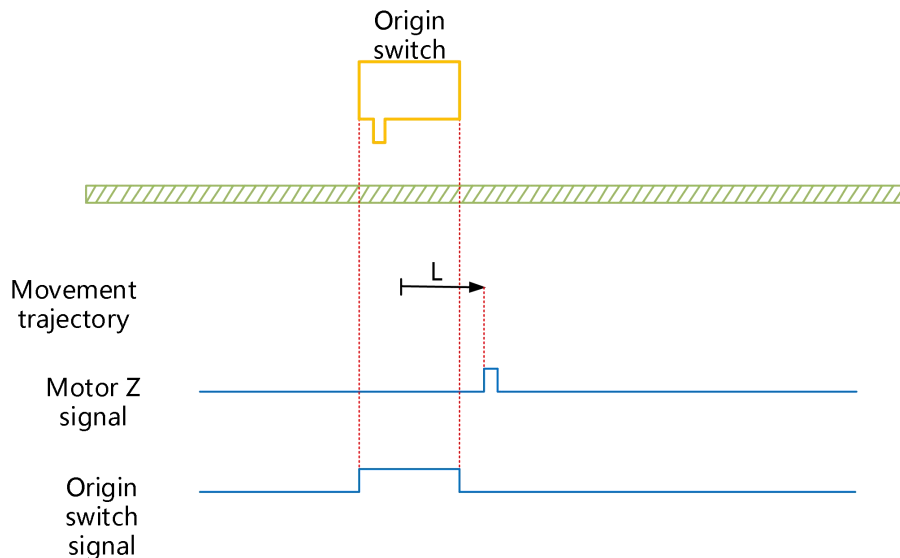 Origin
switch
L
Movement
trajectory
Motor Z
signal
Origin
switch
signal